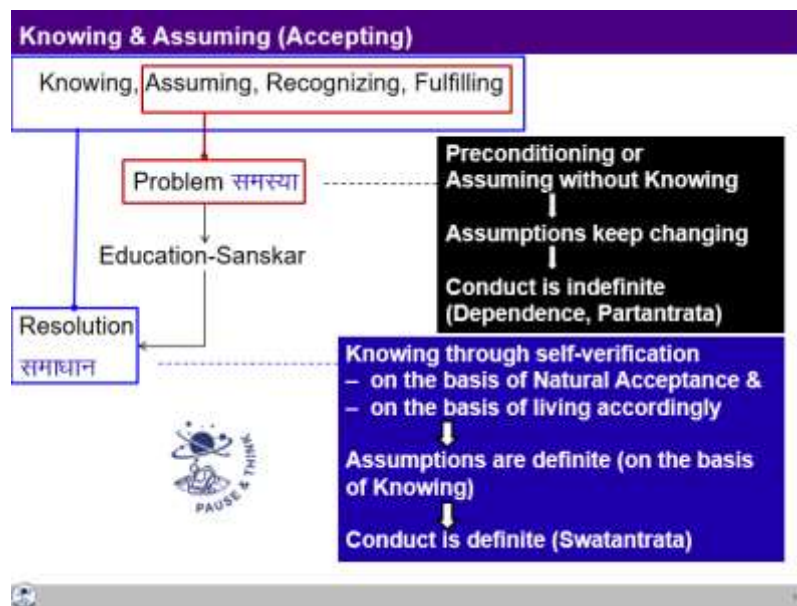 Knowing & Assuming (Accepting)
Knowing, Assuming, Recognizing, Fulfilling
Problem समस्या
Preconditioning or
Assuming without Knowing
Assumptions keep changing
Conduct is indefinite
(Dependence, Partantrata)
Education-Sanskar
Resolution
समाधान
Knowing through self-verification
– on the basis of Natural Acceptance &
– on the basis of living accordingly
Assumptions are definite (on the basis
of Knowing)
Conduct is definite (Swatantrata)
PAUSE & THINK